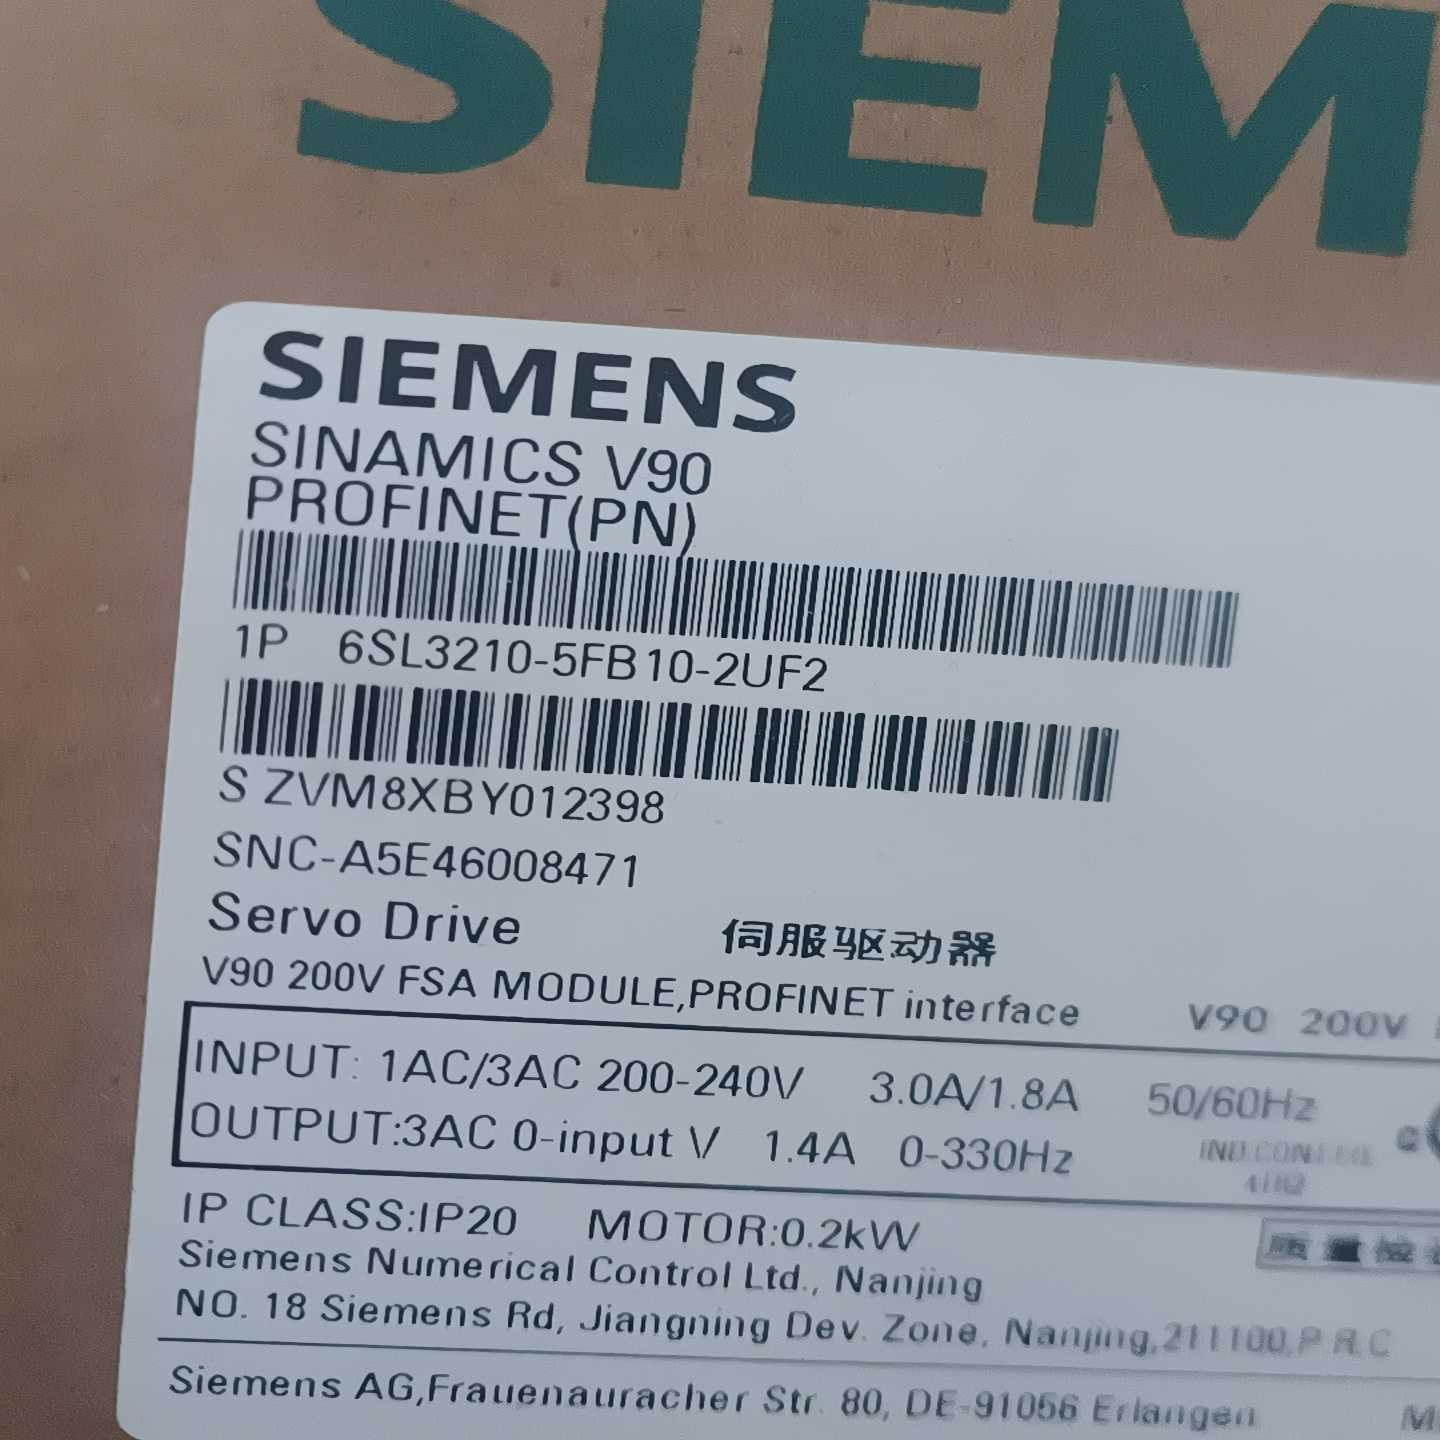 SIEM
SIEMENS
SINAMICS V90
PROFINET(PN)
1P 6SL3210-5FB10-2UF2
S ZVM8XBY012398
SNC-A5E46008471
Servo Drive 伺服驱动器
V90 200V FSA MODULE,PROFINET interface V90 200V
INPUT: 1AC/3AC 200-240V 3.0A/1.8A 50/60Hz
OUTPUT:3AC 0-input V 1.4A 0-330Hz
IP CLASS:IP20 MOTOR:0.2kW
Siemens Numerical Control Ltd., Nanjing
NO. 18 Siemens Rd, Jiangning Dev. Zone, Nanjing,211100,P.R.C
Siemens AG,Frauenauracher Str. 80, DE-91056 Erlangen